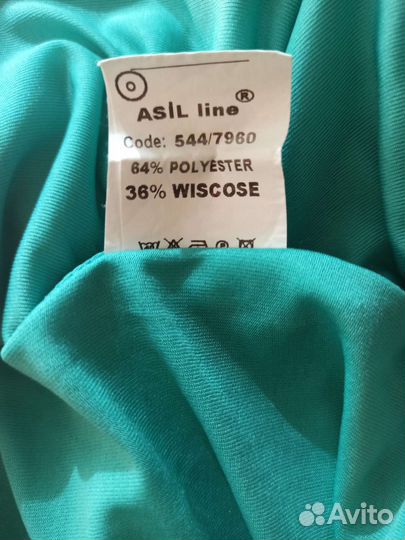 ASİL line®
Code: 544/7960
64% POLYESTER
36% WISCOSE
Avito